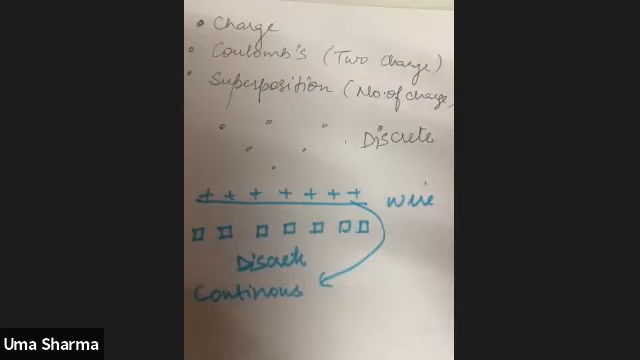 • Charge
• Coulomb's (Two charge)
• Superposition (No. of charge)
Discrete
+ + + + + + + wire
Discrete
Continous
Uma Sharma